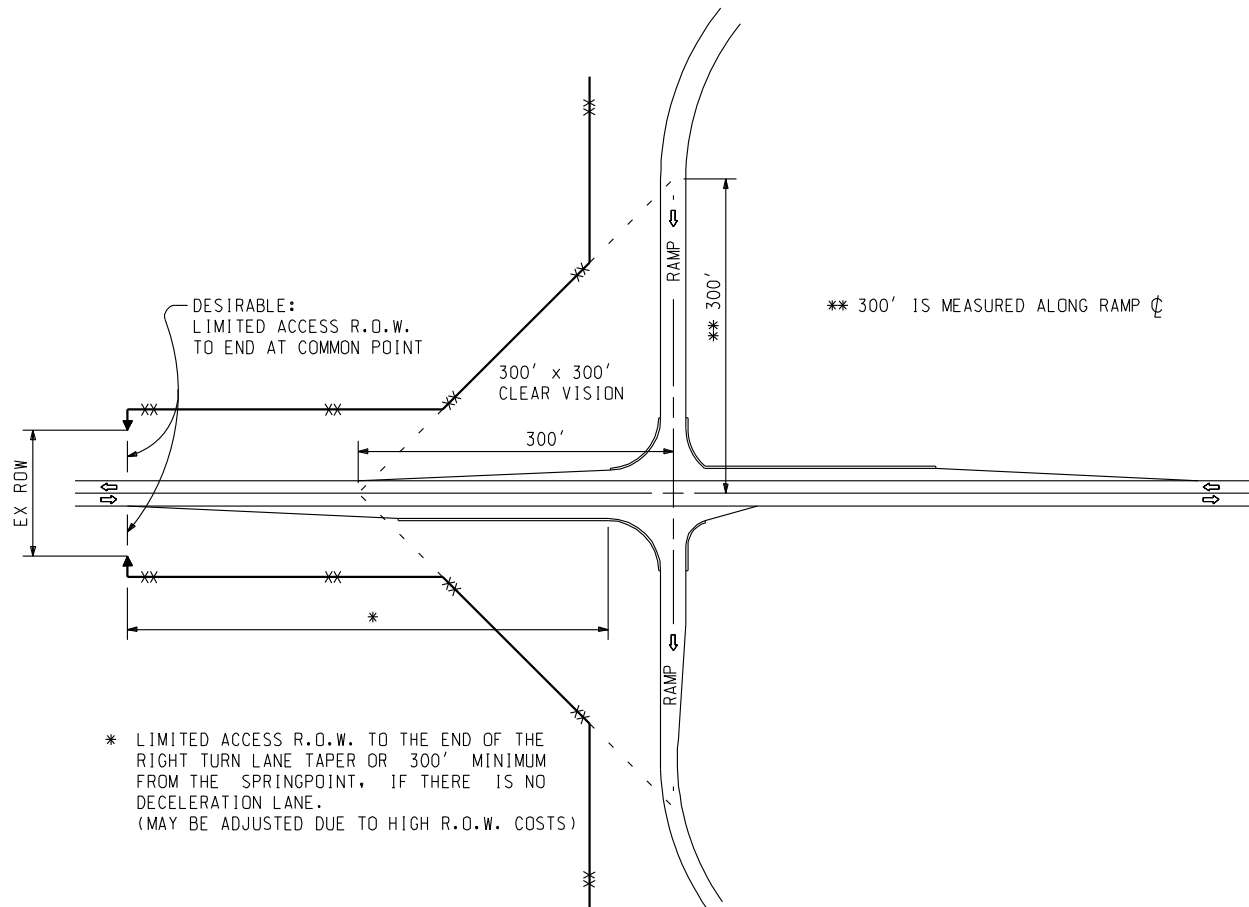 RAMP
** 300'
** 300' IS MEASURED ALONG RAMP ℄
DESIRABLE:
LIMITED ACCESS R.O.W.
TO END AT COMMON POINT
300' x 300'
CLEAR VISION
300'
EX ROW
*
RAMP
* LIMITED ACCESS R.O.W. TO THE END OF THE
RIGHT TURN LANE TAPER OR 300' MINIMUM
FROM THE SPRINGPOINT, IF THERE IS NO
DECELERATION LANE.
(MAY BE ADJUSTED DUE TO HIGH R.O.W. COSTS)